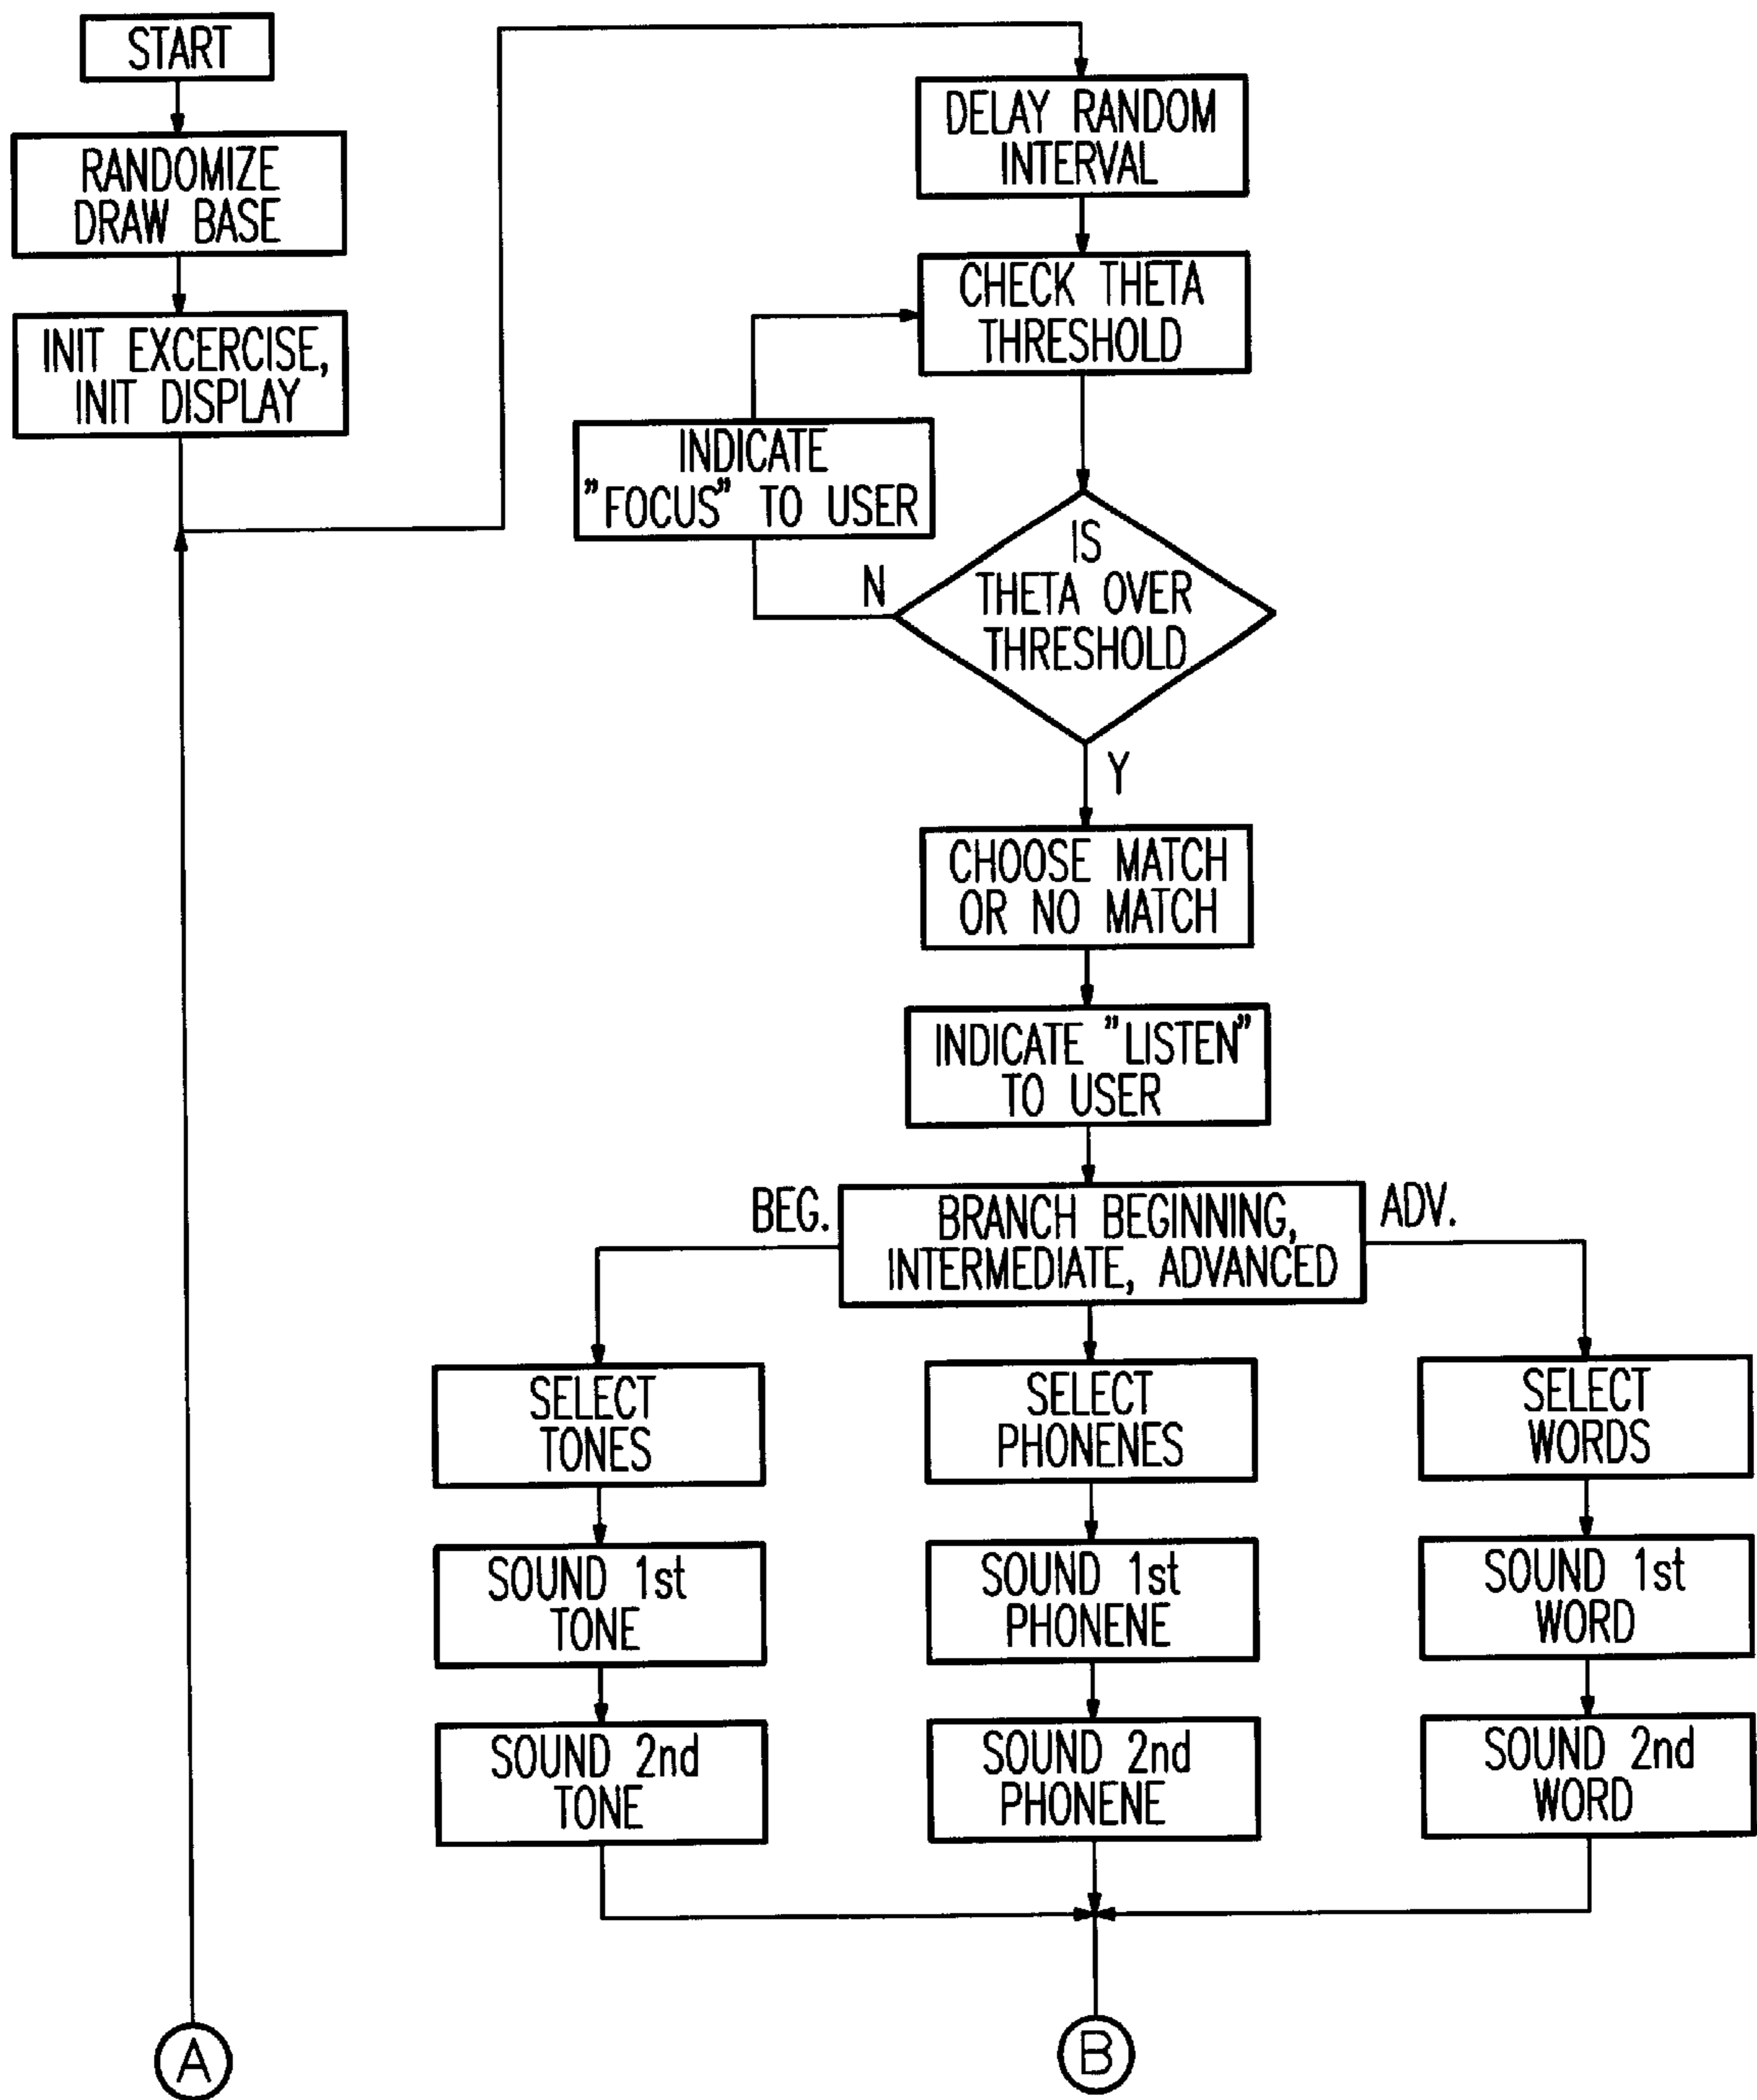 START
RANDOMIZE
DRAW BASE
INIT EXCERCISE,
INIT DISPLAY
DELAY RANDOM
INTERVAL
CHECK THETA
THRESHOLD
INDICATE
"FOCUS" TO USER
IS
THETA OVER
THRESHOLD
N
Y
CHOOSE MATCH
OR NO MATCH
INDICATE "LISTEN"
TO USER
BEG.
BRANCH BEGINNING,
INTERMEDIATE, ADVANCED
ADV.
SELECT
TONES
SOUND 1st
TONE
SOUND 2nd
TONE
SELECT
PHONENES
SOUND 1st
PHONENE
SOUND 2nd
PHONENE
SELECT
WORDS
SOUND 1st
WORD
SOUND 2nd
WORD
A
B